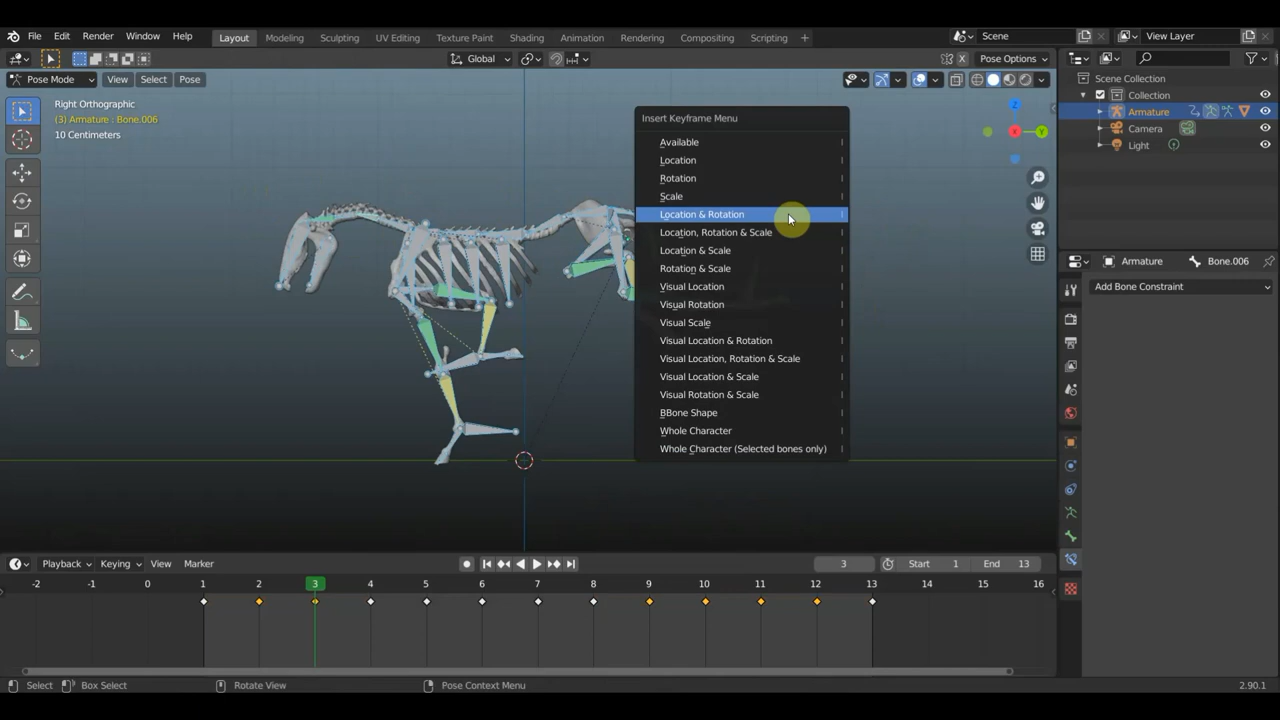 File Edit Render Window Help Layout Modeling Sculpting UV Editing Texture Paint Shading Animation Rendering Compositing Scripting + Scene View Layer
Global Pose Options
Pose Mode View Select Pose
Right Orthographic
(3) Armature : Bone.006
10 Centimeters
Insert Keyframe Menu
Available I
Location I
Rotation I
Scale I
Location & Rotation I
Location, Rotation & Scale I
Location & Scale I
Rotation & Scale I
Visual Location I
Visual Rotation I
Visual Scale I
Visual Location & Rotation I
Visual Location, Rotation & Scale I
Visual Location & Scale I
Visual Rotation & Scale I
BBone Shape I
Whole Character I
Whole Character (Selected bones only) I
Z
X
Y
Scene Collection
Collection
Armature
Camera
Light
Armature Bone.006
Add Bone Constraint
Playback Keying View Marker 3 Start 1 End 13
-2 -1 0 1 2 3 4 5 6 7 8 9 10 11 12 13 14 15 16
Select Box Select Rotate View Pose Context Menu 2.90.1